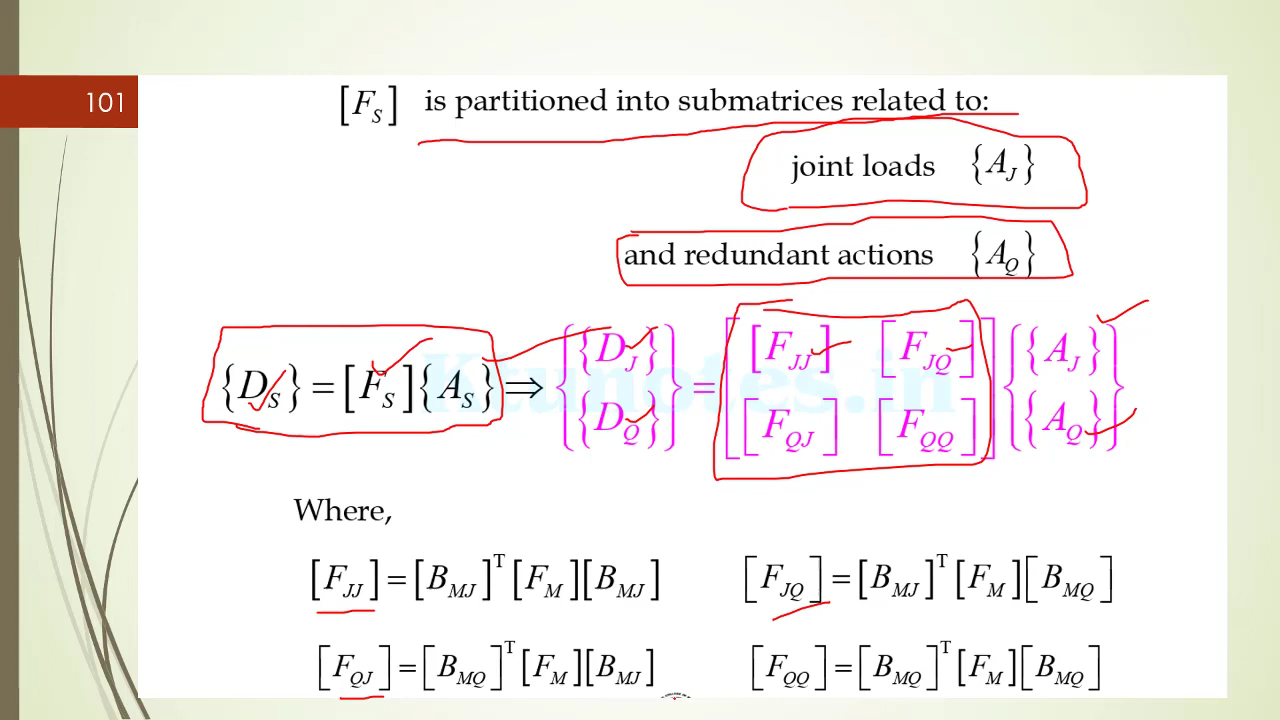 101
[F_S] is partitioned into submatrices related to:
joint loads {A_J}
and redundant actions {A_Q}
{D_S} = [F_S]{A_S} ⇒ {{D_J} {D_Q}} = [[F_JJ] [F_JQ] [F_QJ] [F_QQ]] {{A_J} {A_Q}}
Ktunotes.in
Where,
[F_JJ] = [B_MJ]^T [F_M][B_MJ] [F_JQ] = [B_MJ]^T [F_M][B_MQ]
[F_QJ] = [B_MQ]^T [F_M][B_MJ] [F_QQ] = [B_MQ]^T [F_M][B_MQ]